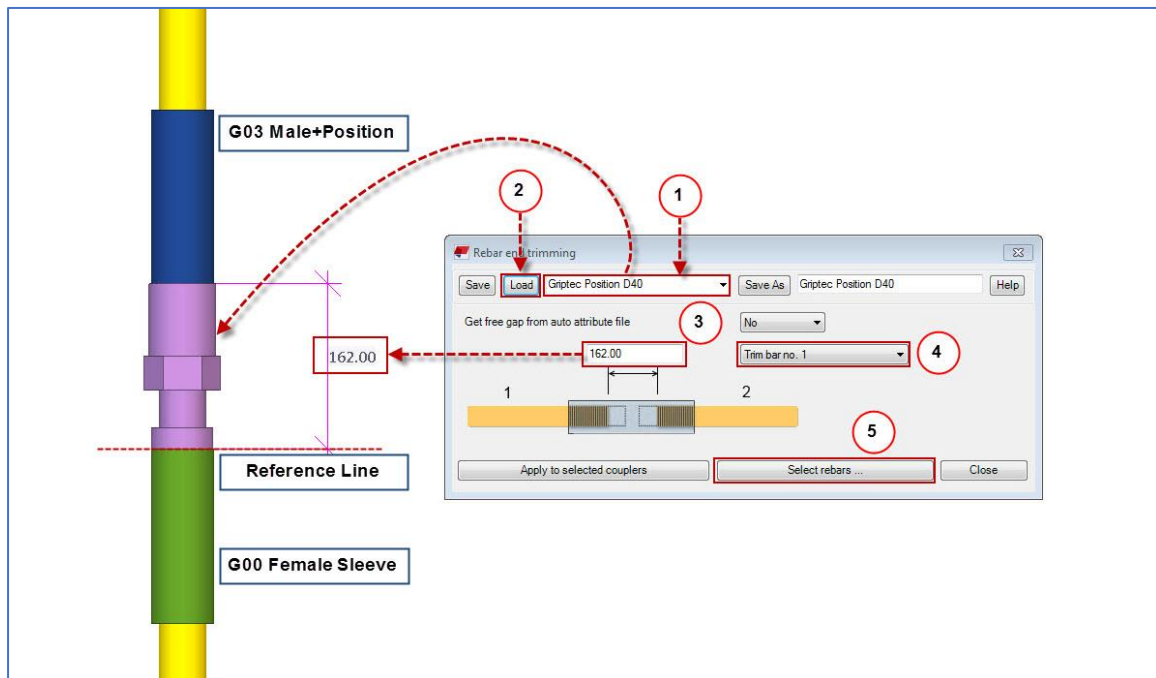 G03 Male+Position
2
1
Rebar end trimming
Save Load Griptec Position D40 Save As Griptec Position D40 Help
Get free gap from auto attribute file 3 No
162.00 162.00 Trim bar no. 1 4
1 2
5
Reference Line
Apply to selected couplers Select rebars ... Close
G00 Female Sleeve